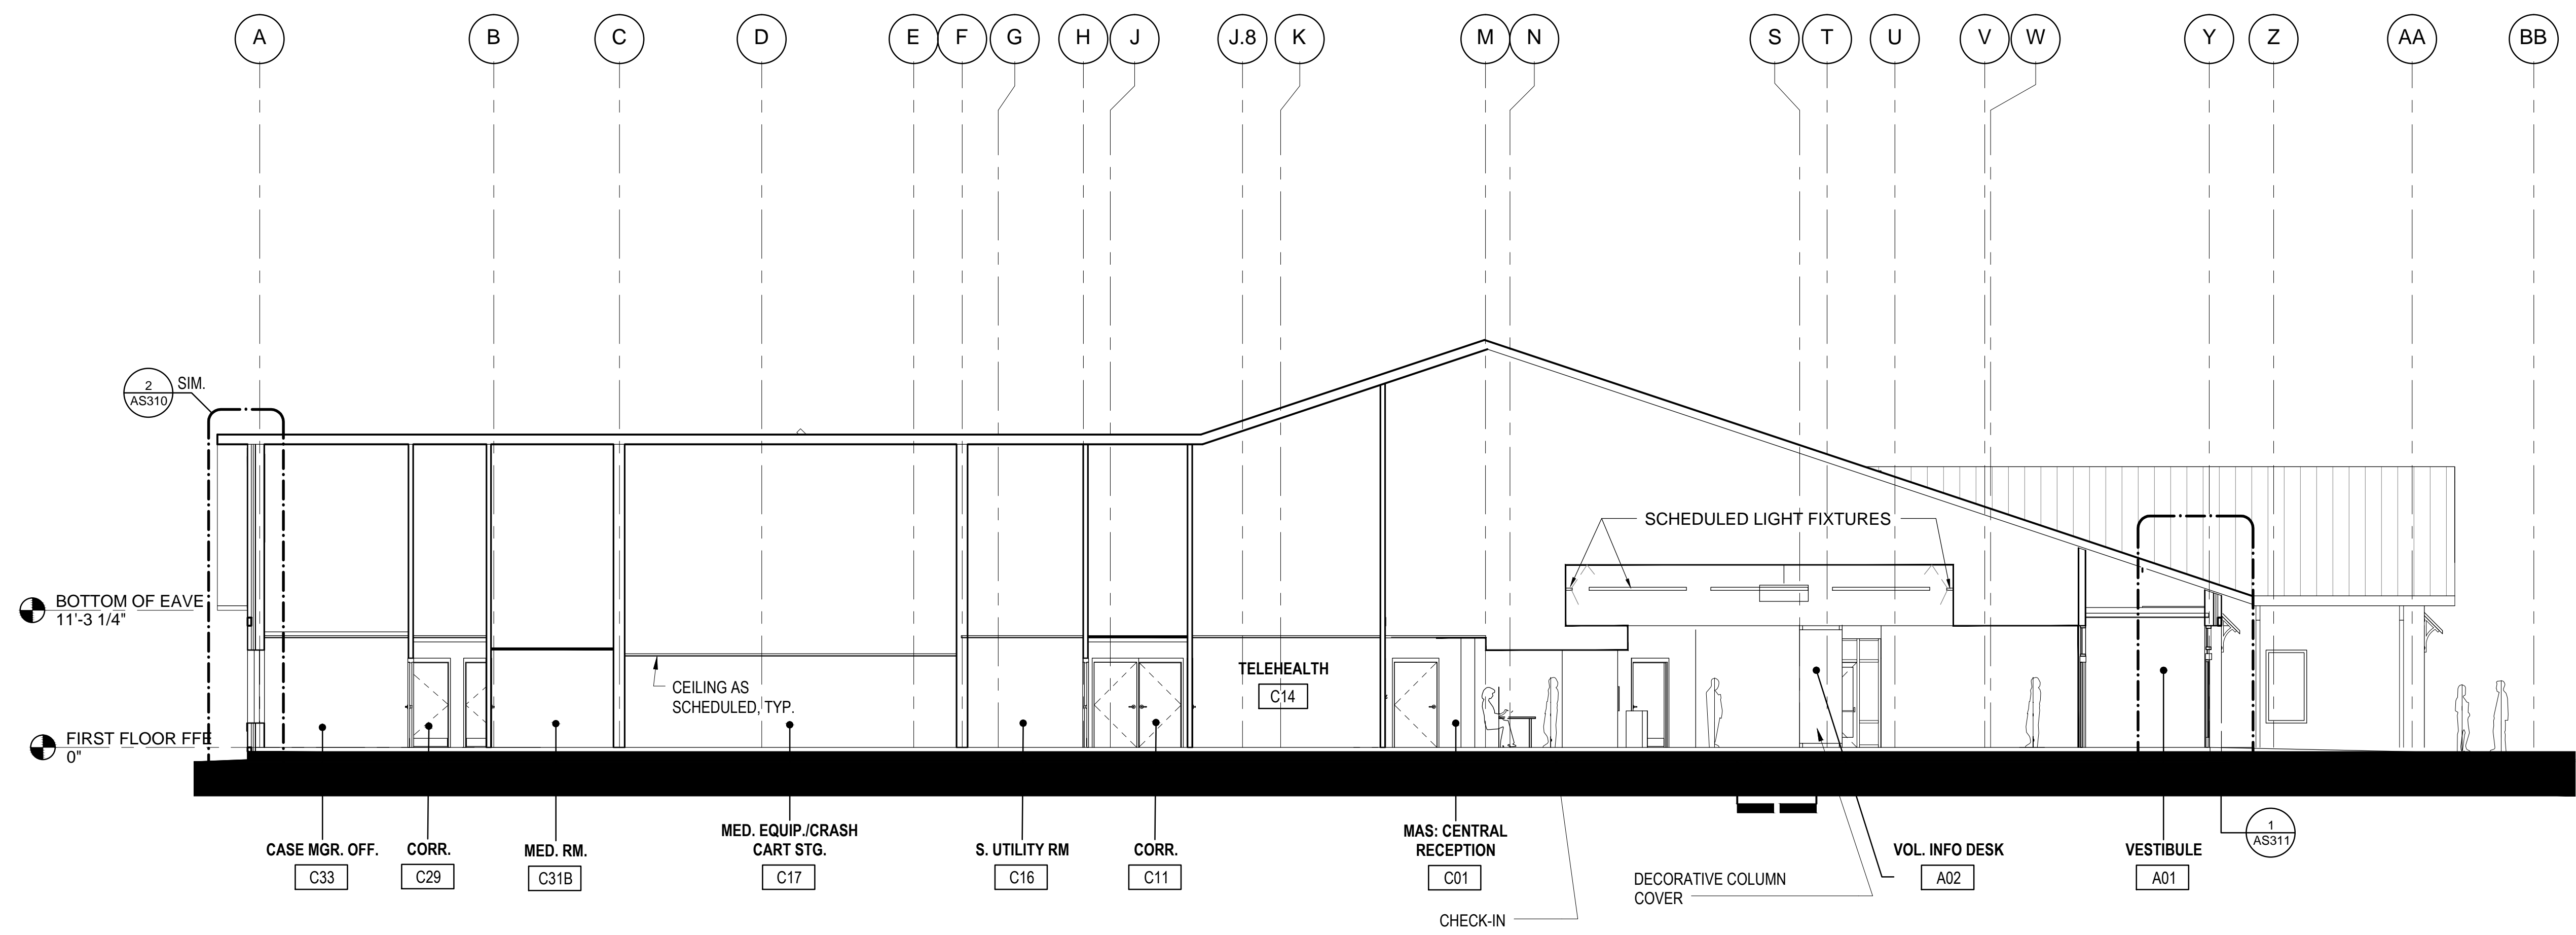 A B C D E F G H J J.8 K M N S T U V W Y Z AA BB
2 SIM.
AS310
SCHEDULED LIGHT FIXTURES
BOTTOM OF EAVE
11'-3 1/4"
TELEHEALTH
C14
CEILING AS
SCHEDULED, TYP.
FIRST FLOOR FFE
0"
CASE MGR. OFF.
C33
CORR.
C29
MED. RM.
C31B
MED. EQUIP./CRASH
CART STG.
C17
S. UTILITY RM
C16
CORR.
C11
MAS: CENTRAL
RECEPTION
C01
CHECK-IN
DECORATIVE COLUMN
COVER
VOL. INFO DESK
A02
VESTIBULE
A01
1
AS311